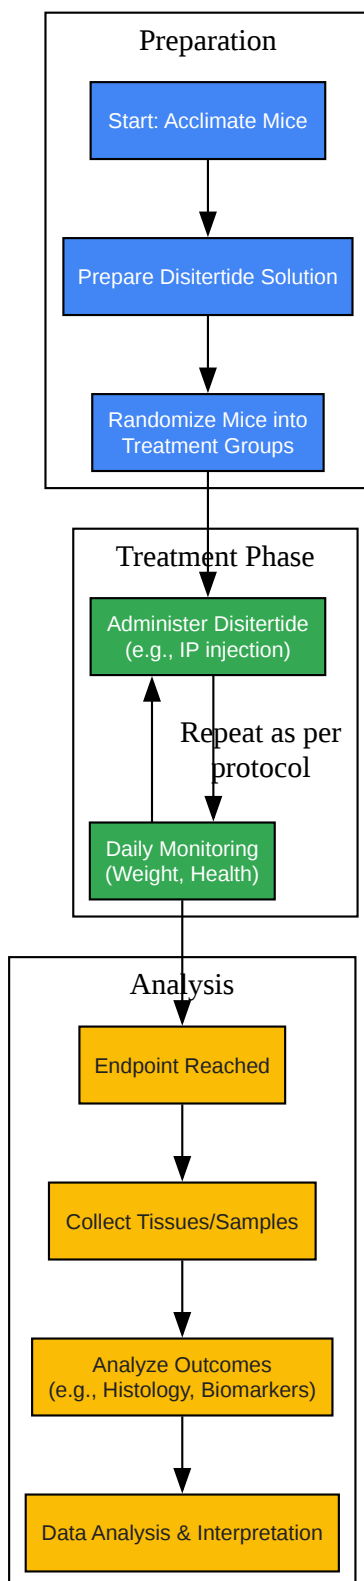 Preparation
Start: Acclimate Mice
Prepare Disitertide Solution
Randomize Mice into
Treatment Groups
Treatment Phase
Administer Disitertide
(e.g., IP injection)
Repeat as per
protocol
Daily Monitoring
(Weight, Health)
Analysis
Endpoint Reached
Collect Tissues/Samples
Analyze Outcomes
(e.g., Histology, Biomarkers)
Data Analysis & Interpretation